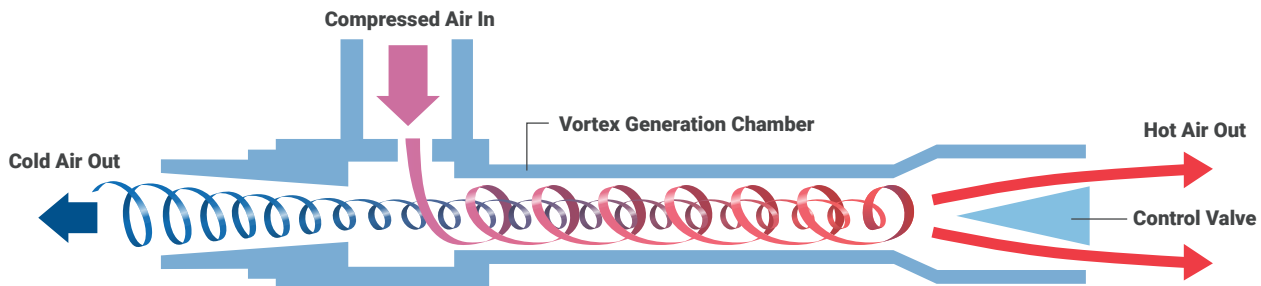 Compressed Air In
Vortex Generation Chamber
Hot Air Out
Cold Air Out
Control Valve